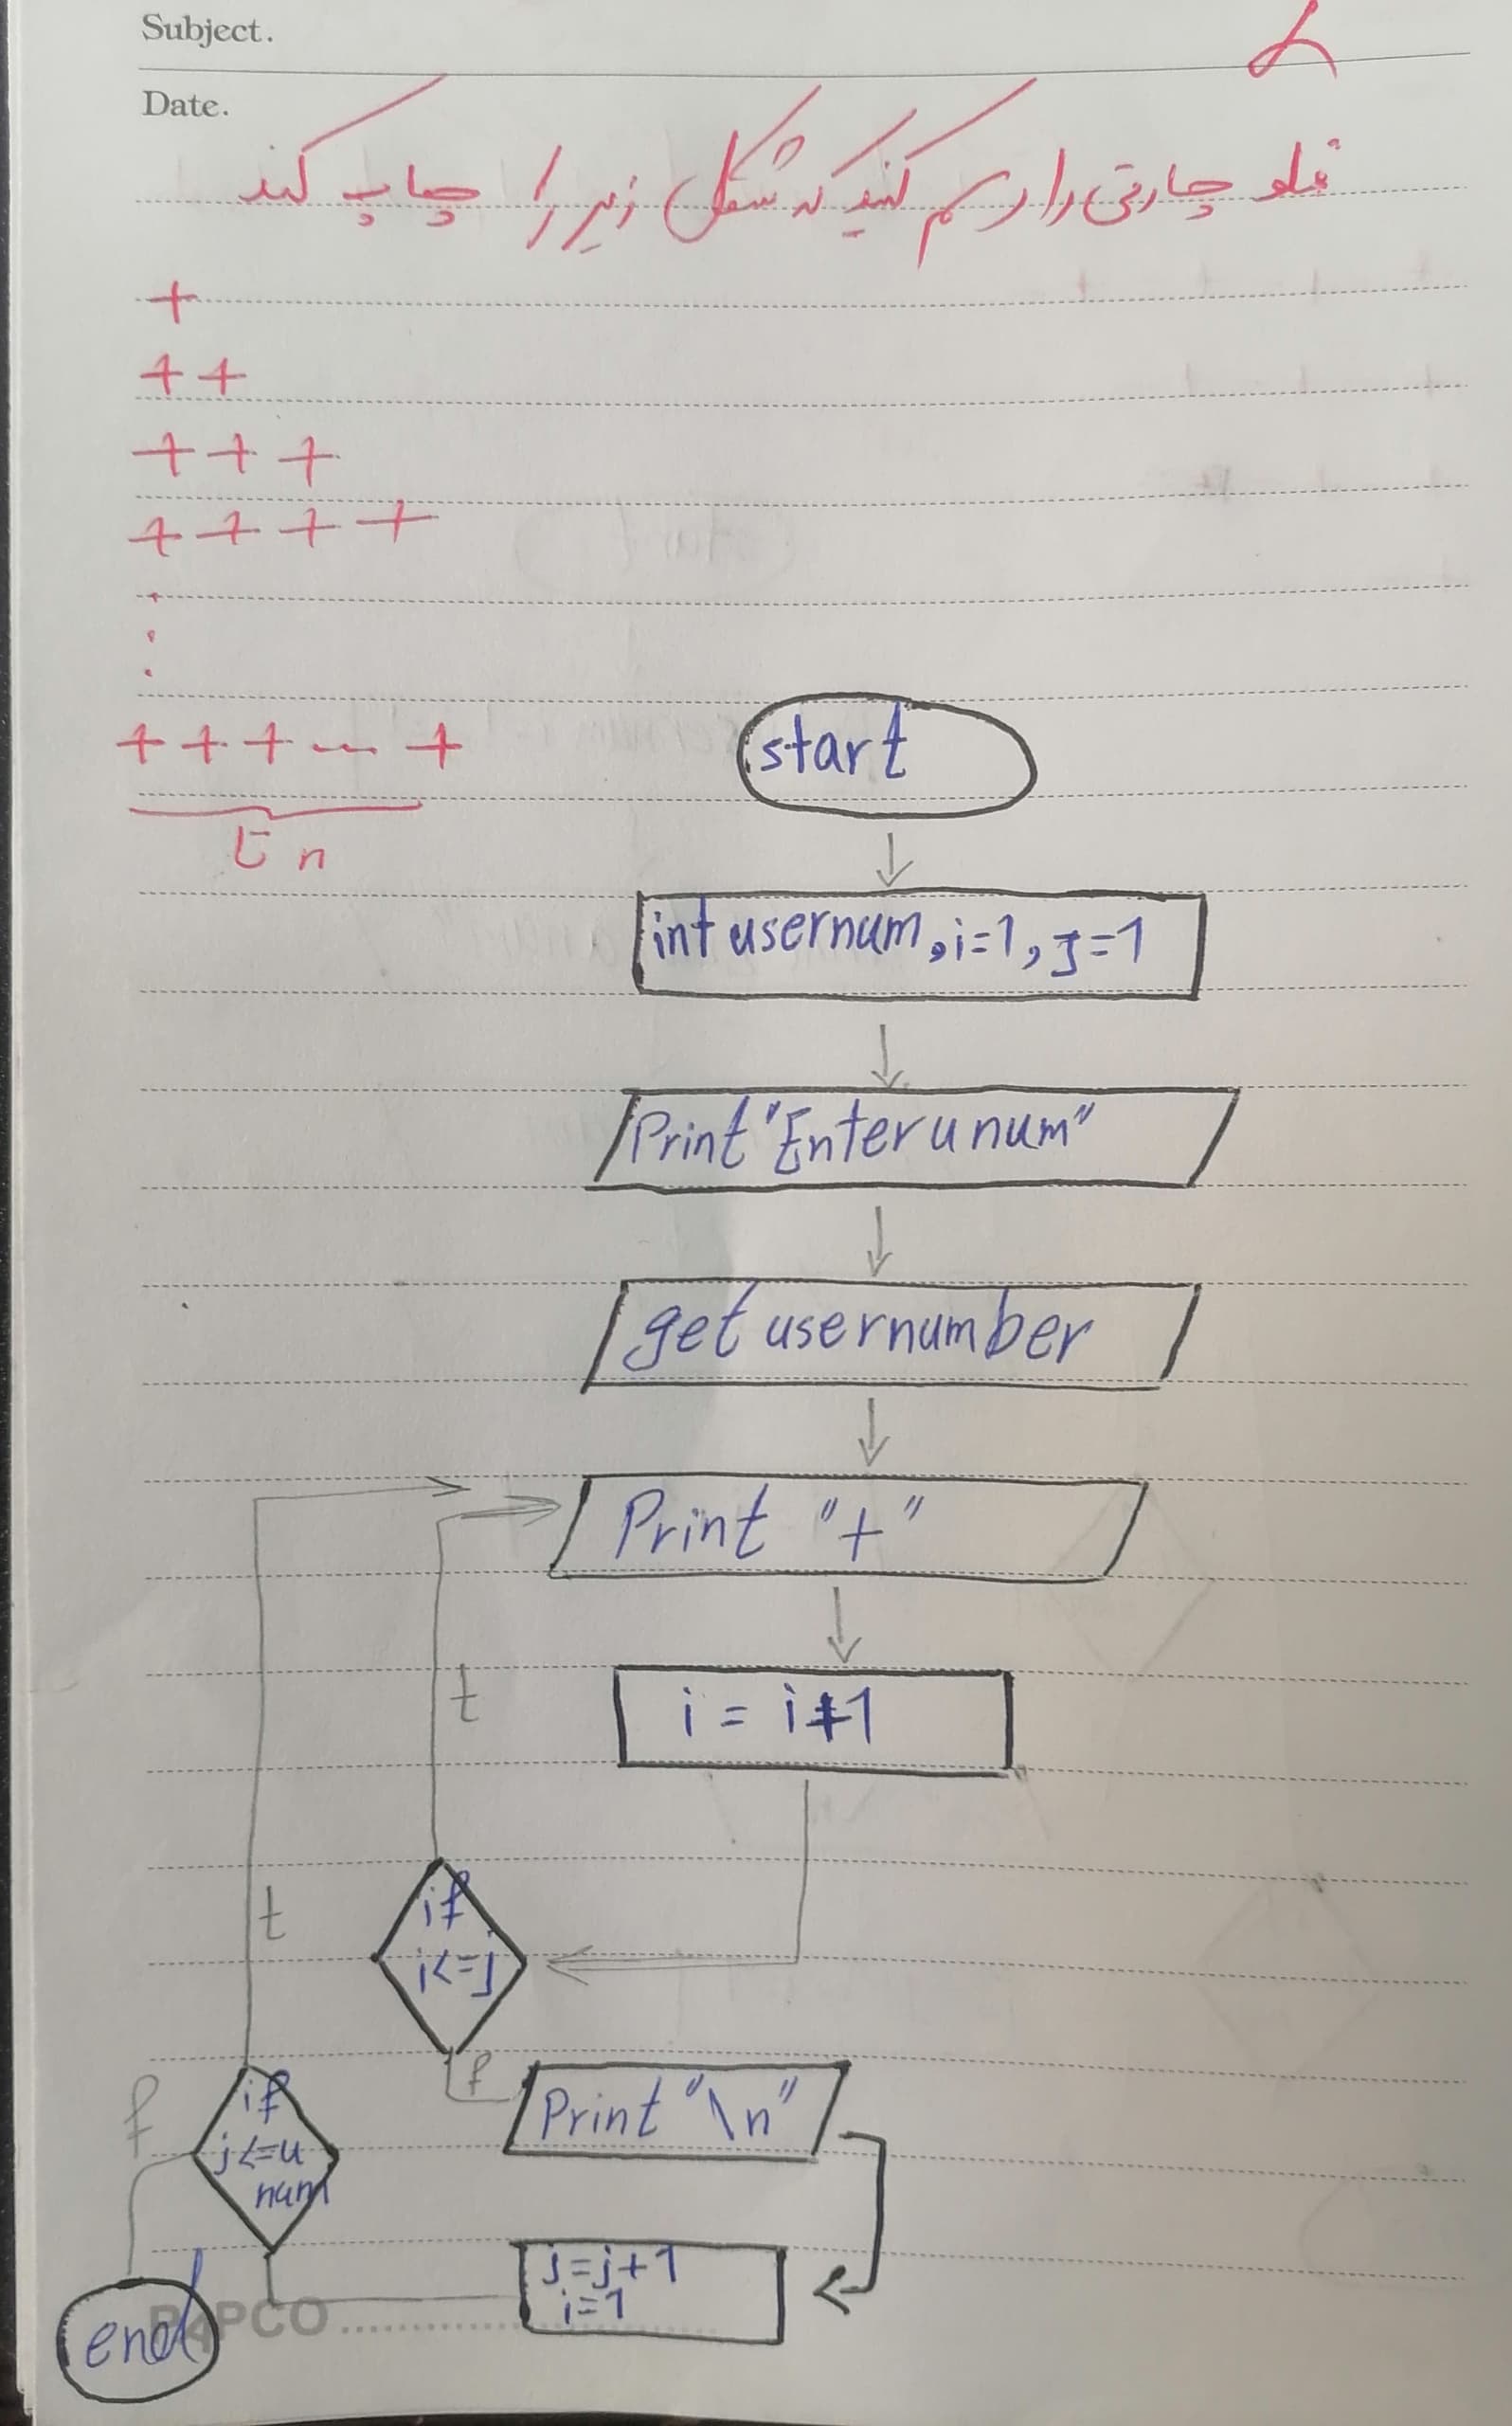 Subject.
Date.
فلو چارتی را رسم کنید که شکل زیر را چاپ کند
+
++
+++
++++
+++...+
n تا
start
int usernum, i=1, j=1
Print "Enter u num"
get usernumber
Print "+"
i = i+1
t
if
i<=j
t
f
Print "\n"
f
if
j<=u
num
j=j+1
i=1
end
PAPCO